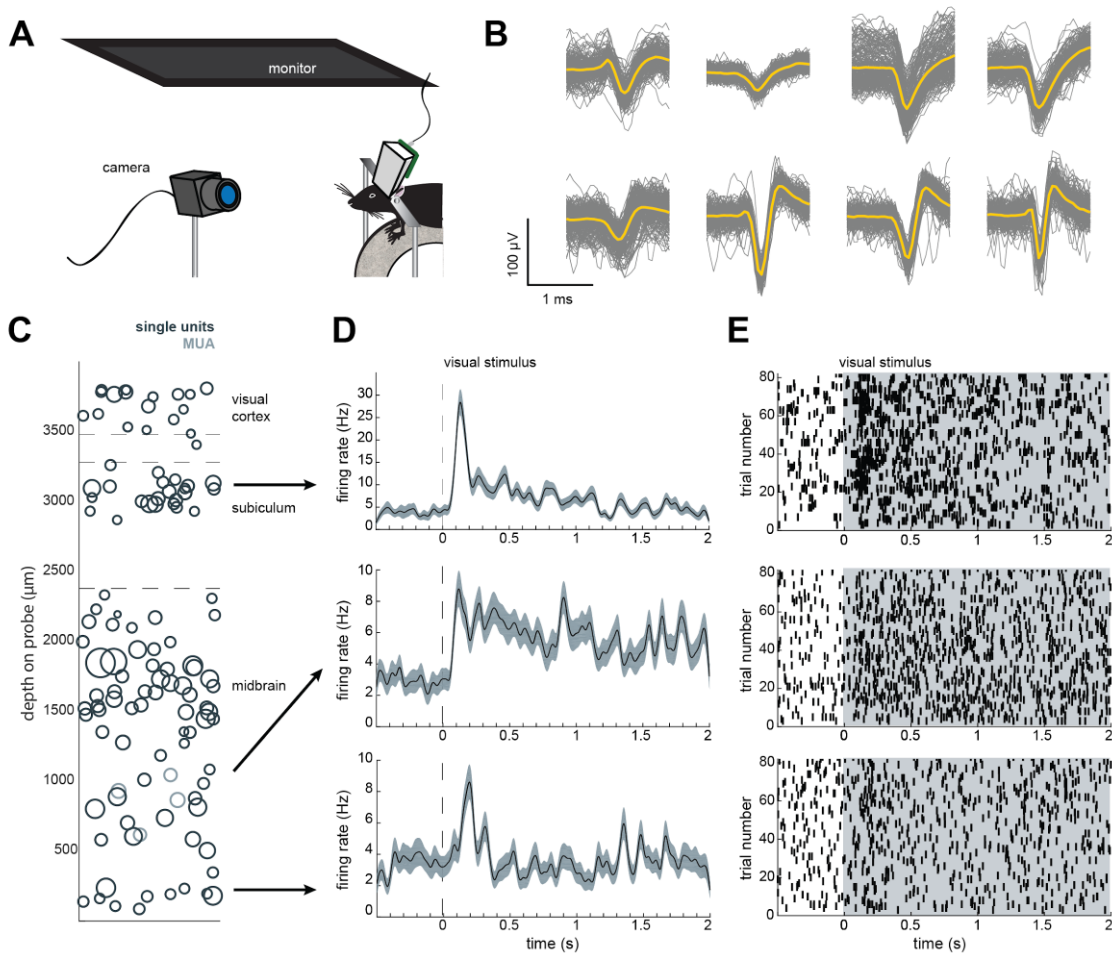 A
monitor
camera
B
100 µV
1 ms
C
single units
MUA
visual
cortex
subiculum
midbrain
depth on probe (µm)
3500
3000
2500
2000
1500
1000
500
D
visual stimulus
firing rate (Hz)
30
25
20
15
10
5
0
0 0.5 1 1.5 2
firing rate (Hz)
10
8
6
4
2
0
0 0.5 1 1.5 2
firing rate (Hz)
10
8
6
4
2
0
0 0.5 1 1.5 2
time (s)
E
visual stimulus
trial number
80
60
40
20
0
0 0.5 1 1.5 2
trial number
80
60
40
20
0
0 0.5 1 1.5 2
trial number
80
60
40
20
0
0 0.5 1 1.5 2
time (s)